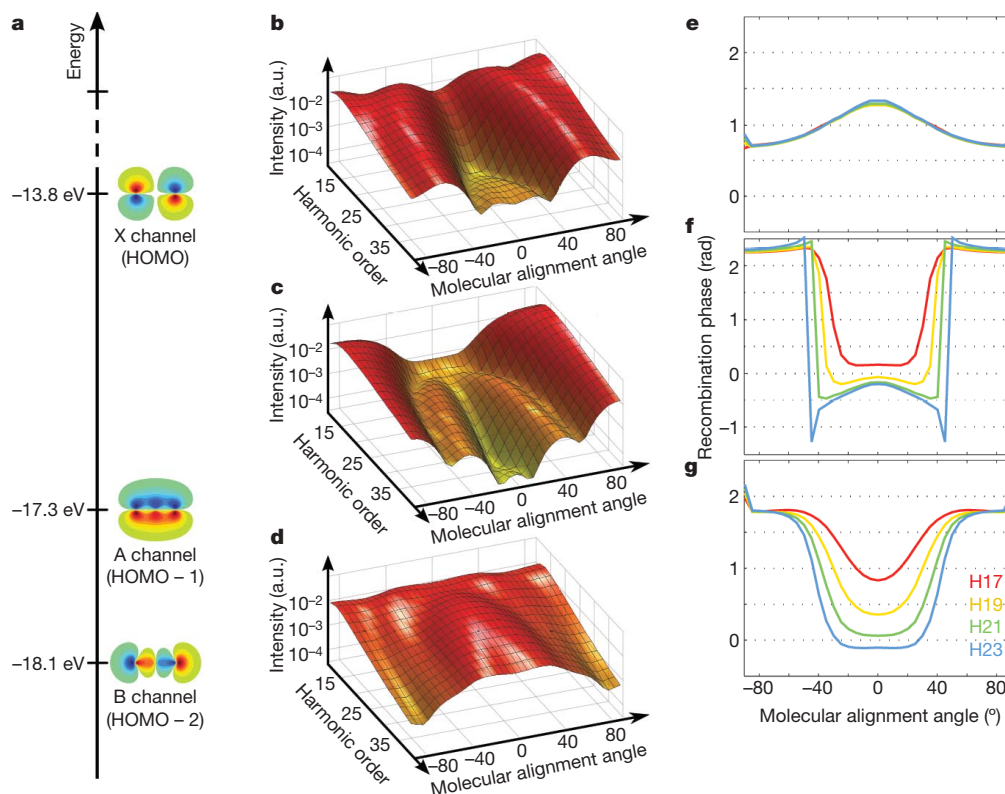 a
Energy
−13.8 eV
X channel
(HOMO)
−17.3 eV
A channel
(HOMO − 1)
−18.1 eV
B channel
(HOMO − 2)
b
Intensity (a.u.)
10−2
10−3
10−4
15
25
35
Harmonic order
−80
−40
0
40
80
Molecular alignment angle
c
Intensity (a.u.)
10−2
10−3
10−4
15
25
35
Harmonic order
−80
−40
0
40
80
Molecular alignment angle
d
Intensity (a.u.)
10−2
10−3
10−4
15
25
35
Harmonic order
−80
−40
0
40
80
Molecular alignment angle
e
2
1
0
f
Recombination phase (rad)
2
1
0
−1
g
2
1
0
H17
H19
H21
H23
−80
−40
0
40
80
Molecular alignment angle (°)